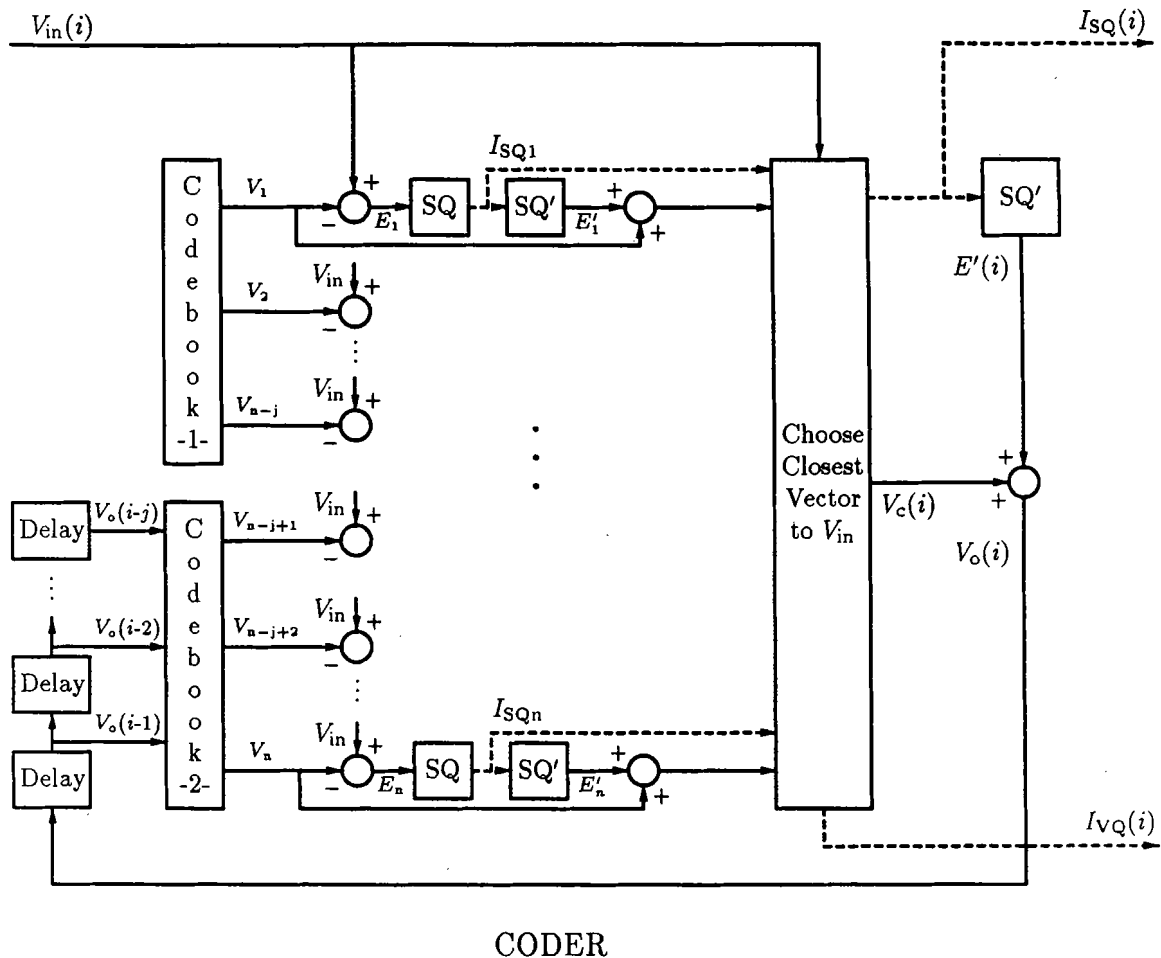 V_in(i)
I_SQ(i)
I_SQ1
C
o
d
e
b
o
o
k
-1-
V_1
+
−
E_1
SQ
SQ′
E′_1
+
+
SQ′
E′(i)
V_in
+
V_2
−
V_in
+
V_n−j
−
Choose
Closest
Vector
to V_in
+
+
V_c(i)
V_o(i)
Delay
V_o(i-j)
C
o
d
e
b
o
o
k
-2-
V_in
+
V_n−j+1
−
V_in
+
V_o(i-2)
V_n−j+2
−
Delay
V_o(i-1)
I_SQn
V_in
+
Delay
V_n
−
E_n
SQ
SQ′
E′_n
+
+
I_VQ(i)
CODER